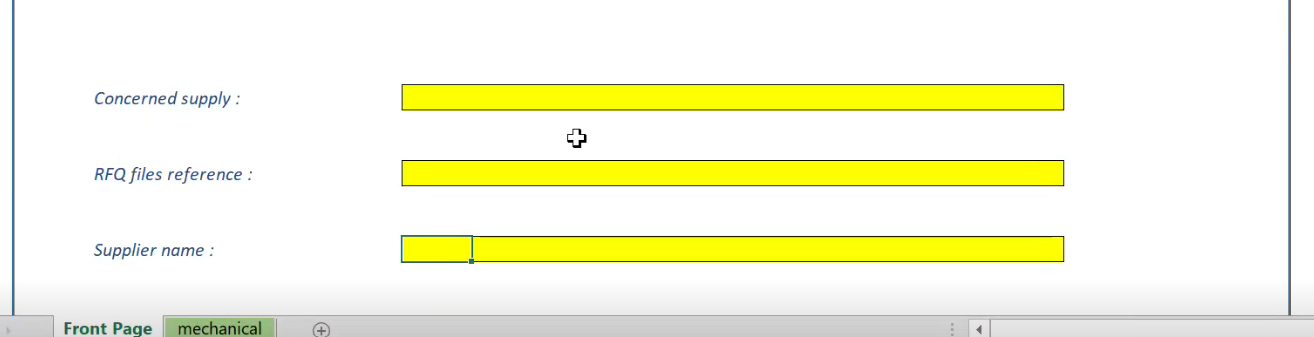 Concerned supply :
RFQ files reference :
Supplier name :
Front Page
mechanical